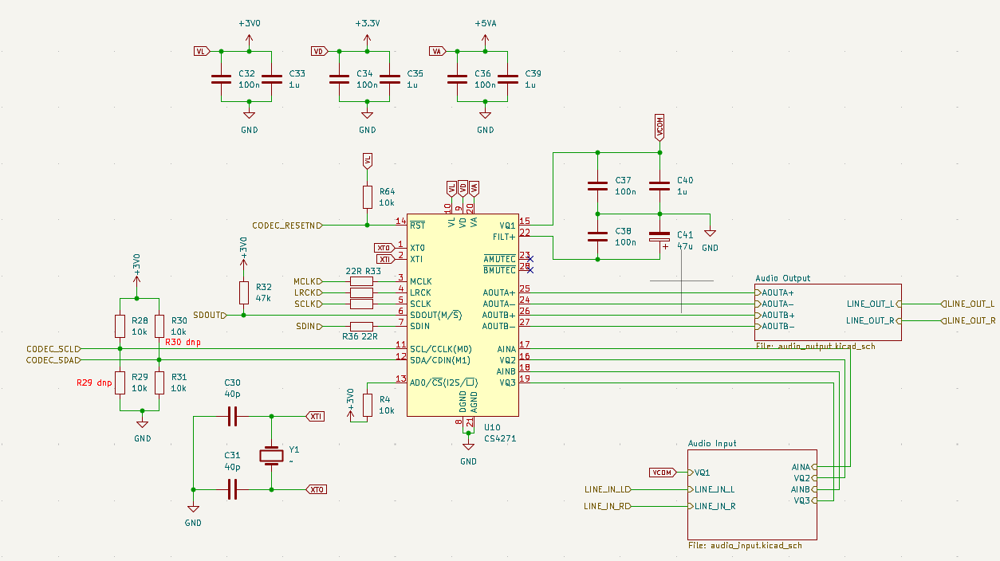 +3V0
+3.3V
+5VA
VL
VD
VA
C32
100n
C33
1u
C34
100n
C35
1u
C36
100n
C39
1u
GND
GND
GND
VCOM
VL
R64
10k
VL
VD
VA
C37
100n
C40
1u
C38
100n
C41
47u
+
GND
CODEC_RESETN
14
RST
10
VL
9
VD
20
VA
VQ1
15
FILT+
22
XTO
1
XTO
XTI
2
XTI
AMUTEC
23
BMUTEC
28
+3V0
R32
47k
22R R33
MCLK
3
MCLK
LRCK
4
LRCK
SCLK
5
SCLK
SDOUT
6
SDOUT(M/S)
SDIN
7
SDIN
R36 22R
AOUTA+
25
AOUTA-
24
AOUTB+
26
AOUTB-
27
Audio Output
AOUTA+
AOUTA-
AOUTB+
AOUTB-
LINE_OUT_L
LINE_OUT_R
LINE_OUT_L
LINE_OUT_R
File: audio_output.kicad_sch
+3V0
R28
10k
R30
10k
R30 dnp
CODEC_SCL
11
SCL/CCLK(M0)
CODEC_SDA
12
SDA/CDIN(M1)
AINA
17
VQ2
16
AINB
18
VQ3
19
R29 dnp
R29
10k
R31
10k
GND
13
AD0/CS(I2S/LJ)
+3V0
R4
10k
DGND
8
AGND
21
U10
CS4271
GND
C30
40p
XTI
Y1
~
C31
40p
XTO
GND
Audio Input
VCOM
VQ1
LINE_IN_L
LINE_IN_L
LINE_IN_R
LINE_IN_R
AINA
VQ2
AINB
VQ3
File: audio_input.kicad_sch